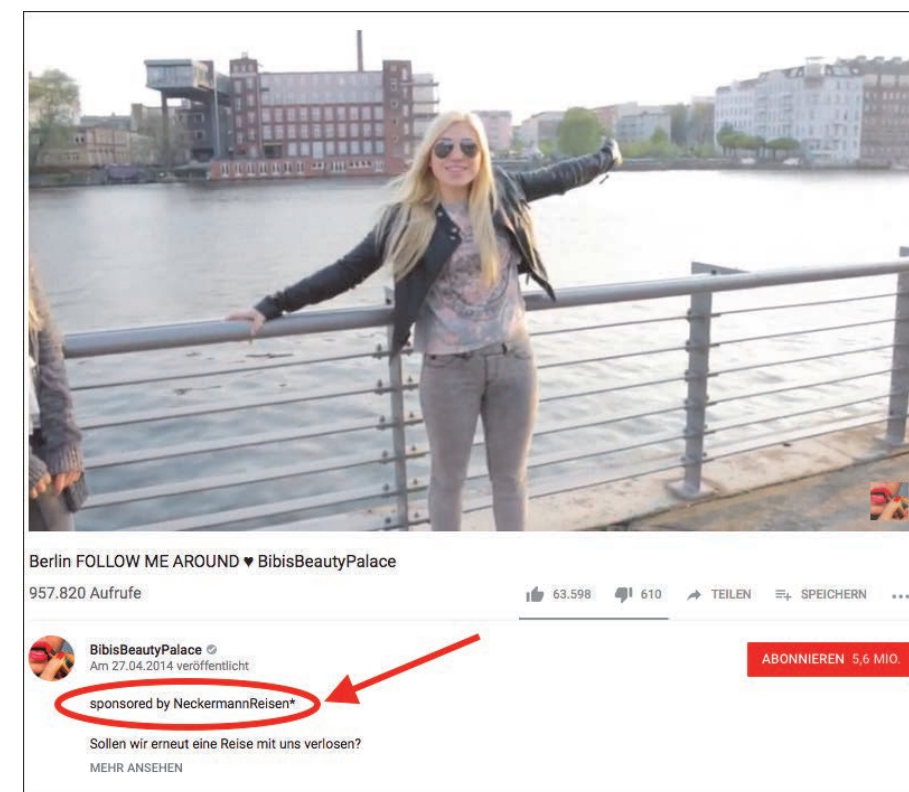 Berlin FOLLOW ME AROUND ♥ BibisBeautyPalace
957.820 Aufrufe
63.598 610 TEILEN SPEICHERN ...
BibisBeautyPalace
Am 27.04.2014 veröffentlicht
ABONNIEREN 5,6 MIO.
sponsored by NeckermannReisen*
Sollen wir erneut eine Reise mit uns verlosen?
MEHR ANSEHEN